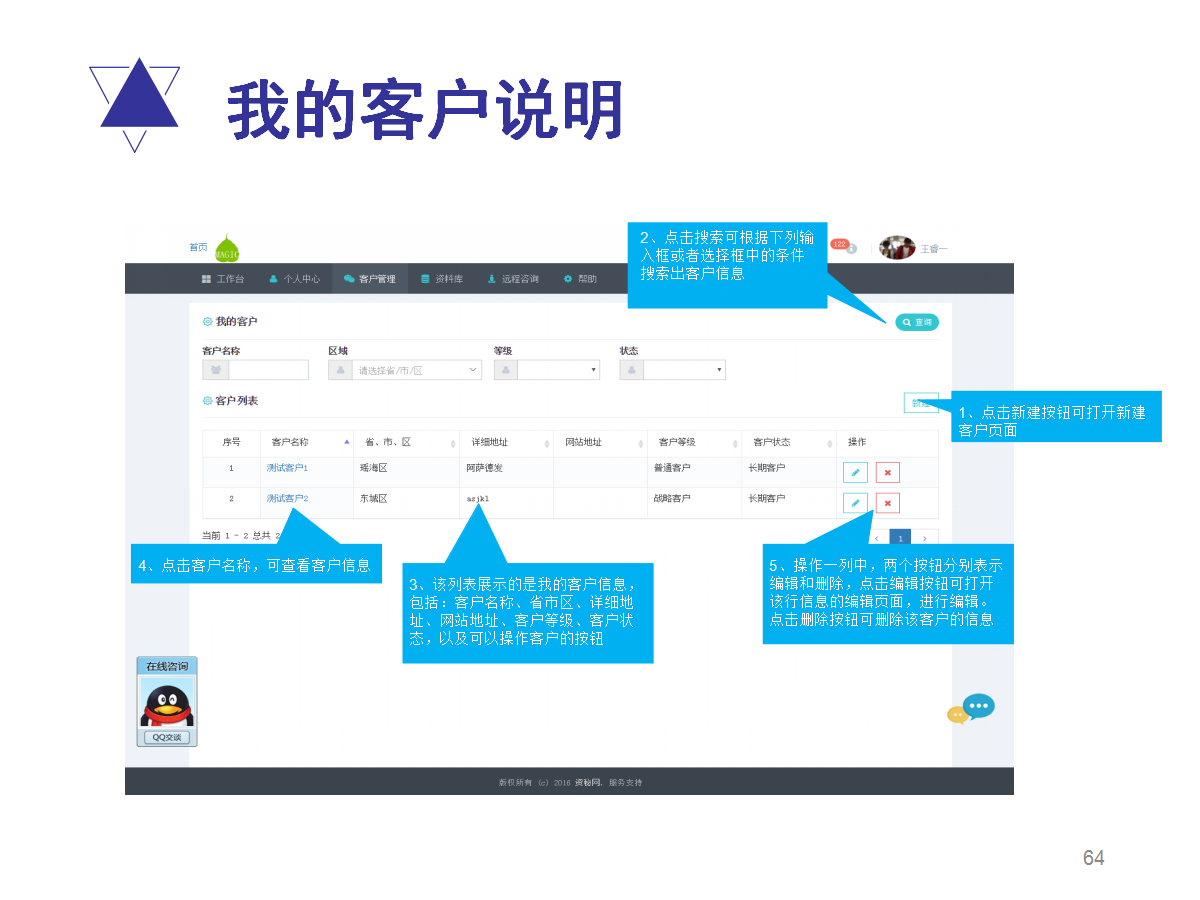 我的客户说明
首页
MAGIC
2、点击搜索可根据下列输
入框或者选择框中的条件
搜索出客户信息
122
王睿一
工作台 个人中心 客户管理 资料库 远程咨询 帮助
我的客户
查询
客户名称 区域 等级 状态
请选择省/市/区
客户列表
1、点击新建按钮可打开新建
客户页面
序号 客户名称 省、市、区 详细地址 网站地址 客户等级 客户状态 操作
1 测试客户1 瑶海区 阿萨德发 普通客户 长期客户
2 测试客户2 东城区 asjkl 战略客户 长期客户
当前 1 - 2 总共 2
‹ 1 ›
4、点击客户名称，可查看客户信息
3、该列表展示的是我的客户信息，
包括：客户名称、省市区、详细地
址、网站地址、客户等级、客户状
态，以及可以操作客户的按钮
5、操作一列中，两个按钮分别表示
编辑和删除，点击编辑按钮可打开
该行信息的编辑页面，进行编辑。
点击删除按钮可删除该客户的信息
在线咨询
QQ交谈
版权所有 (c) 2016 资秘网. 服务支持
64